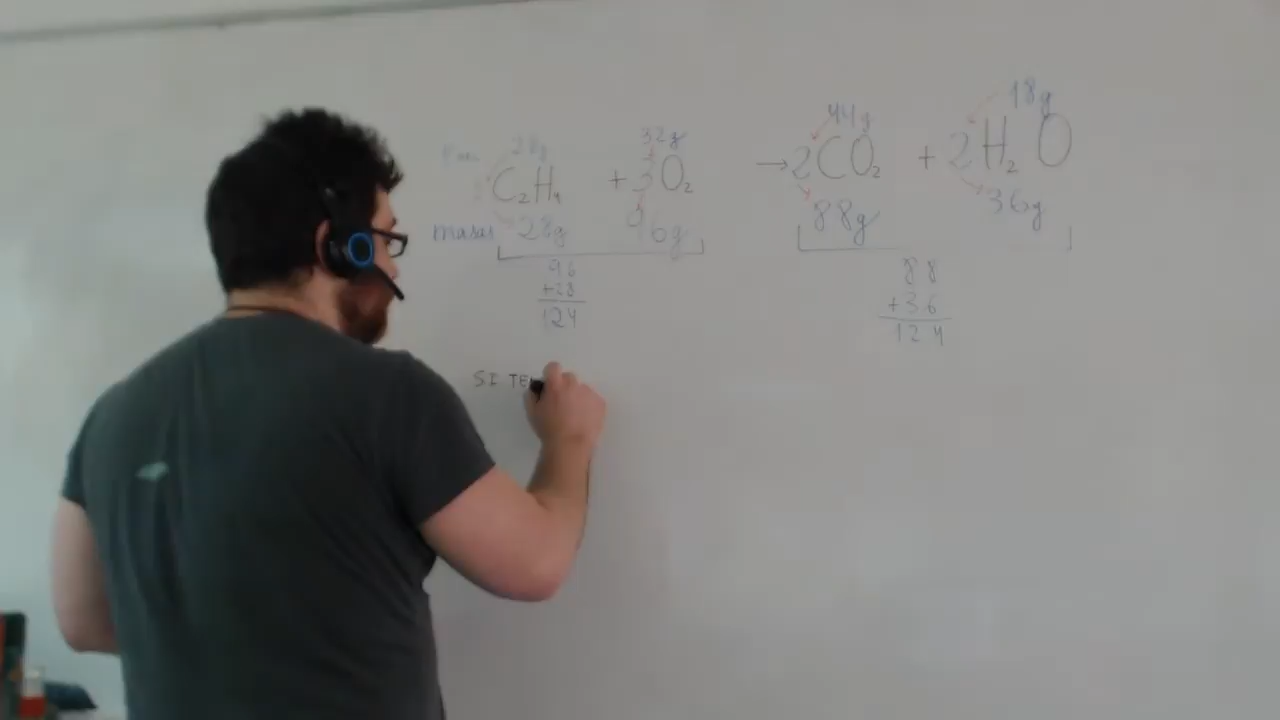 28g 32g 44g 18g
C₂H₄ + 3O₂ → 2CO₂ + 2H₂O
masas 28g 96g 88g 36g
96 88
+28 +36
124 124
SI TE